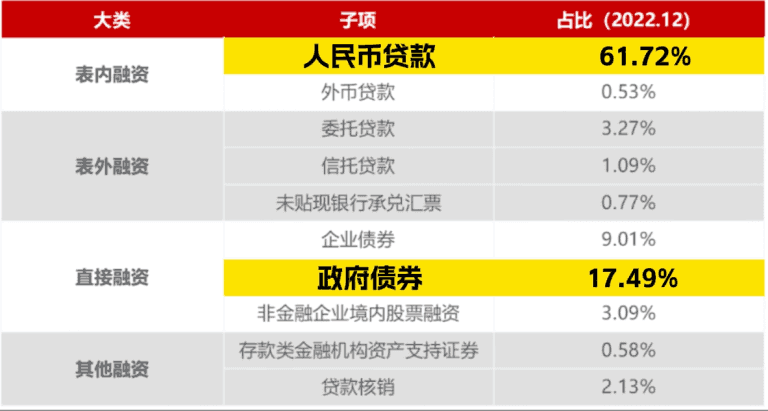 大类 子项 占比（2022.12）
表内融资 人民币贷款 61.72%
外币贷款 0.53%
表外融资 委托贷款 3.27%
信托贷款 1.09%
未贴现银行承兑汇票 0.77%
直接融资 企业债券 9.01%
政府债券 17.49%
非金融企业境内股票融资 3.09%
其他融资 存款类金融机构资产支持证券 0.58%
贷款核销 2.13%